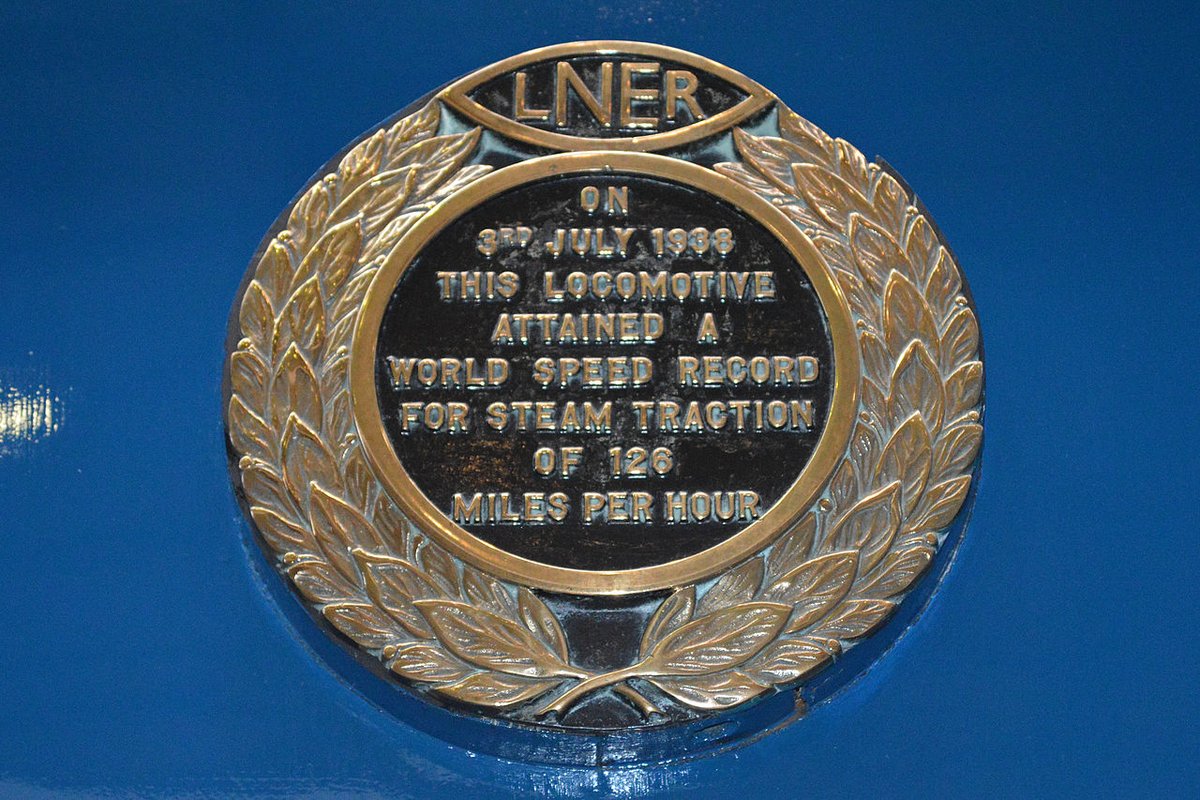 LNER
ON
3RD JULY 1938
THIS LOCOMOTIVE
ATTAINED A
WORLD SPEED RECORD
FOR STEAM TRACTION
OF 126
MILES PER HOUR